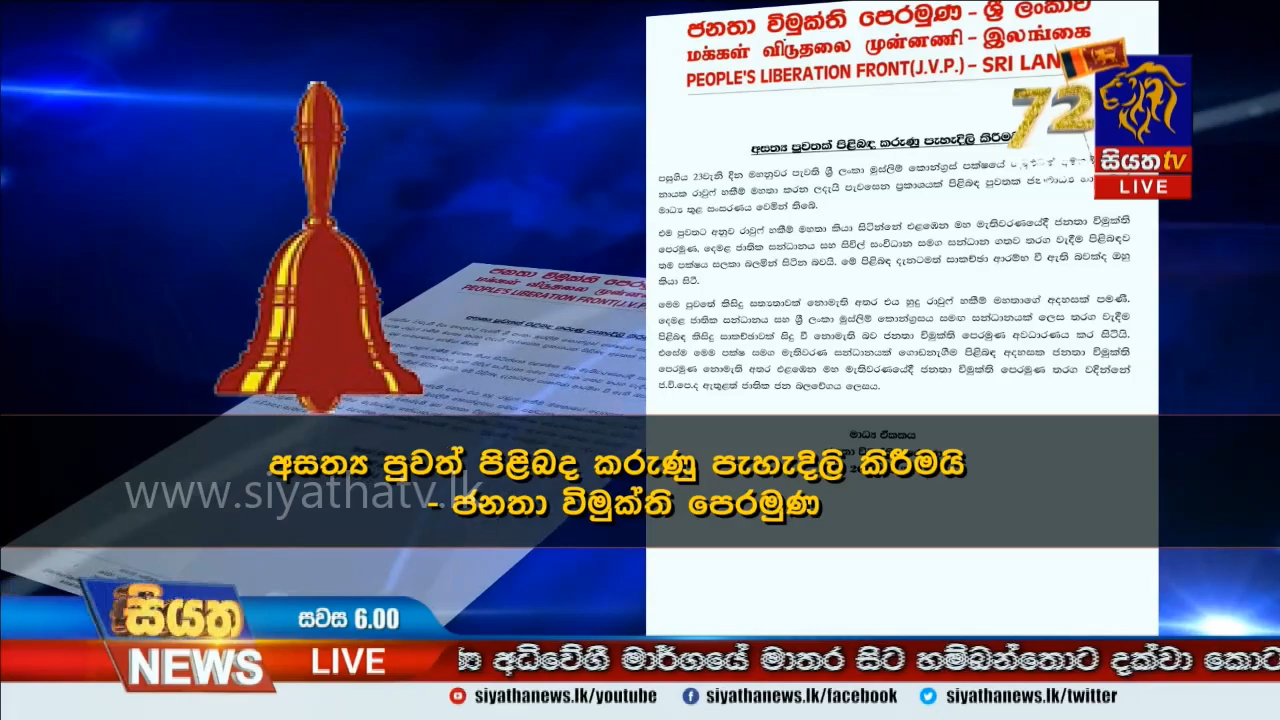 ජනතා විමුක්ති පෙරමුණ – ශ්‍රී ලංකාව
மக்கள் விடுதலை முன்னணி – இலங்கை
PEOPLE'S LIBERATION FRONT(J.V.P.) – SRI LAN
72
සියත tv
LIVE
අසත්‍ය පුවතක් පිළිබඳ කරුණු පැහැදිලි කිරීමයි
පසුගිය 23වැනි දින මහනුවර පැවති ශ්‍රී ලංකා මුස්ලිම් කොන්ග්‍රස් පක්ෂයේ
නායක රාවුෆ් හකීම් මහතා කරන ලදැයි පැවසෙන ප්‍රකාශයක් පිළිබඳ පුවතක්
මාධ්‍ය තුළ සංසරණය වෙමින් තිබේ.
එම පුවතට අනුව රාවුෆ් හකීම් මහතා කියා සිටින්නේ එළඹෙන මහ මැතිවරණයේදී ජනතා විමුක්ති
පෙරමුණ, දෙමළ ජාතික සන්ධානය සහ සිවිල් සංවිධාන සමග සන්ධාන ගතව තරග වැදීම පිළිබඳව
තම පක්ෂය සලකා බලමින් සිටින බවයි. මේ පිළිබඳ දැනටමත් සාකච්ඡා ආරම්භ වී ඇති බවක්ද ඔහු
කියා සිටී.
මෙම පුවතේ කිසිදු සත්‍යතාවක් නොමැති අතර එය හුදු රාවුෆ් හකීම් මහතාගේ අදහසක් පමණි.
දෙමළ ජාතික සන්ධානය සහ ශ්‍රී ලංකා මුස්ලිම් කොන්ග්‍රසය සමඟ සන්ධානයක් ලෙස තරග වැදීම
පිළිබඳ කිසිදු සාකච්ඡාවක් සිදු වී නොමැති බව ජනතා විමුක්ති පෙරමුණ අවධාරණය කර සිටියි.
එසේම මෙම පක්ෂ සමග මැතිවරණ සන්ධානයක් ගොඩනැගීම පිළිබඳ අදහසක ජනතා විමුක්ති
පෙරමුණ නොමැති අතර එළඹෙන මහ මැතිවරණයේදී ජනතා විමුක්ති පෙරමුණ තරග වදින්නේ
ජ.වි.පෙ.ද ඇතුළත් ජාතික ජන බලවේගය ලෙසය.
මාධ්‍ය ඒකකය
අසත්‍ය පුවත් පිළිබද කරුණු පැහැදිලි කිරීමයි
- ජනතා විමුක්ති පෙරමුණ
www.siyathatv.lk
සියත
NEWS
සවස 6.00
LIVE
අධිවේගී මාර්ගයේ මාතර සිට හම්බන්තොට දක්වා
siyathanews.lk/youtube
siyathanews.lk/facebook
siyathanews.lk/twitter